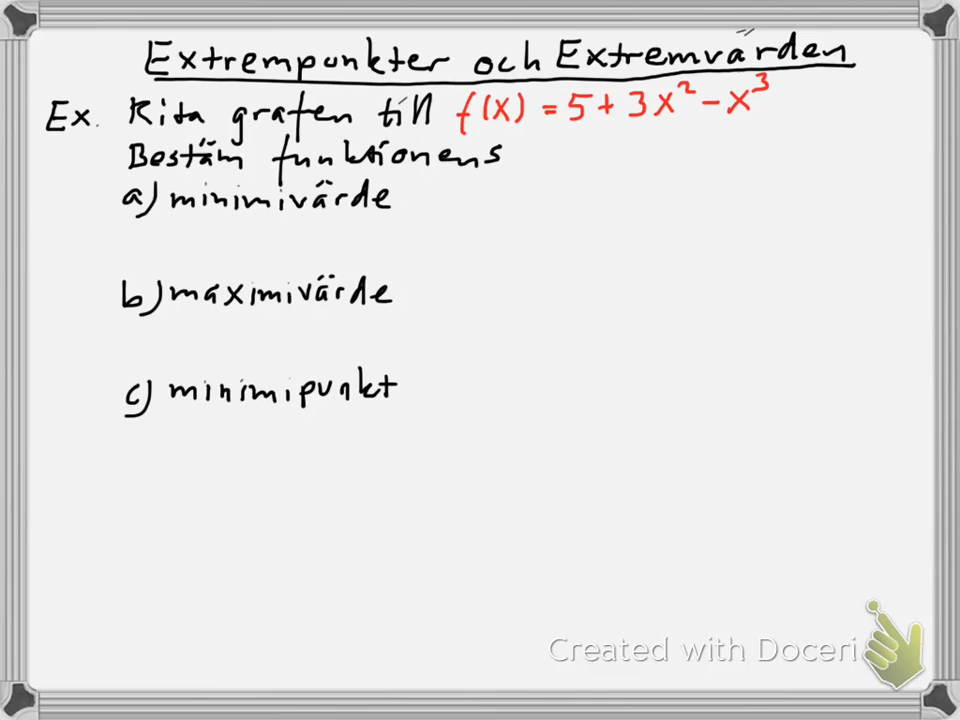 Extrempunkter och Extremvärden
Ex. Rita grafen till f(x) = 5 + 3x² - x³
Bestäm funktionens
a) minimivärde
b) maximivärde
c) minimipunkt
Created with Doceri